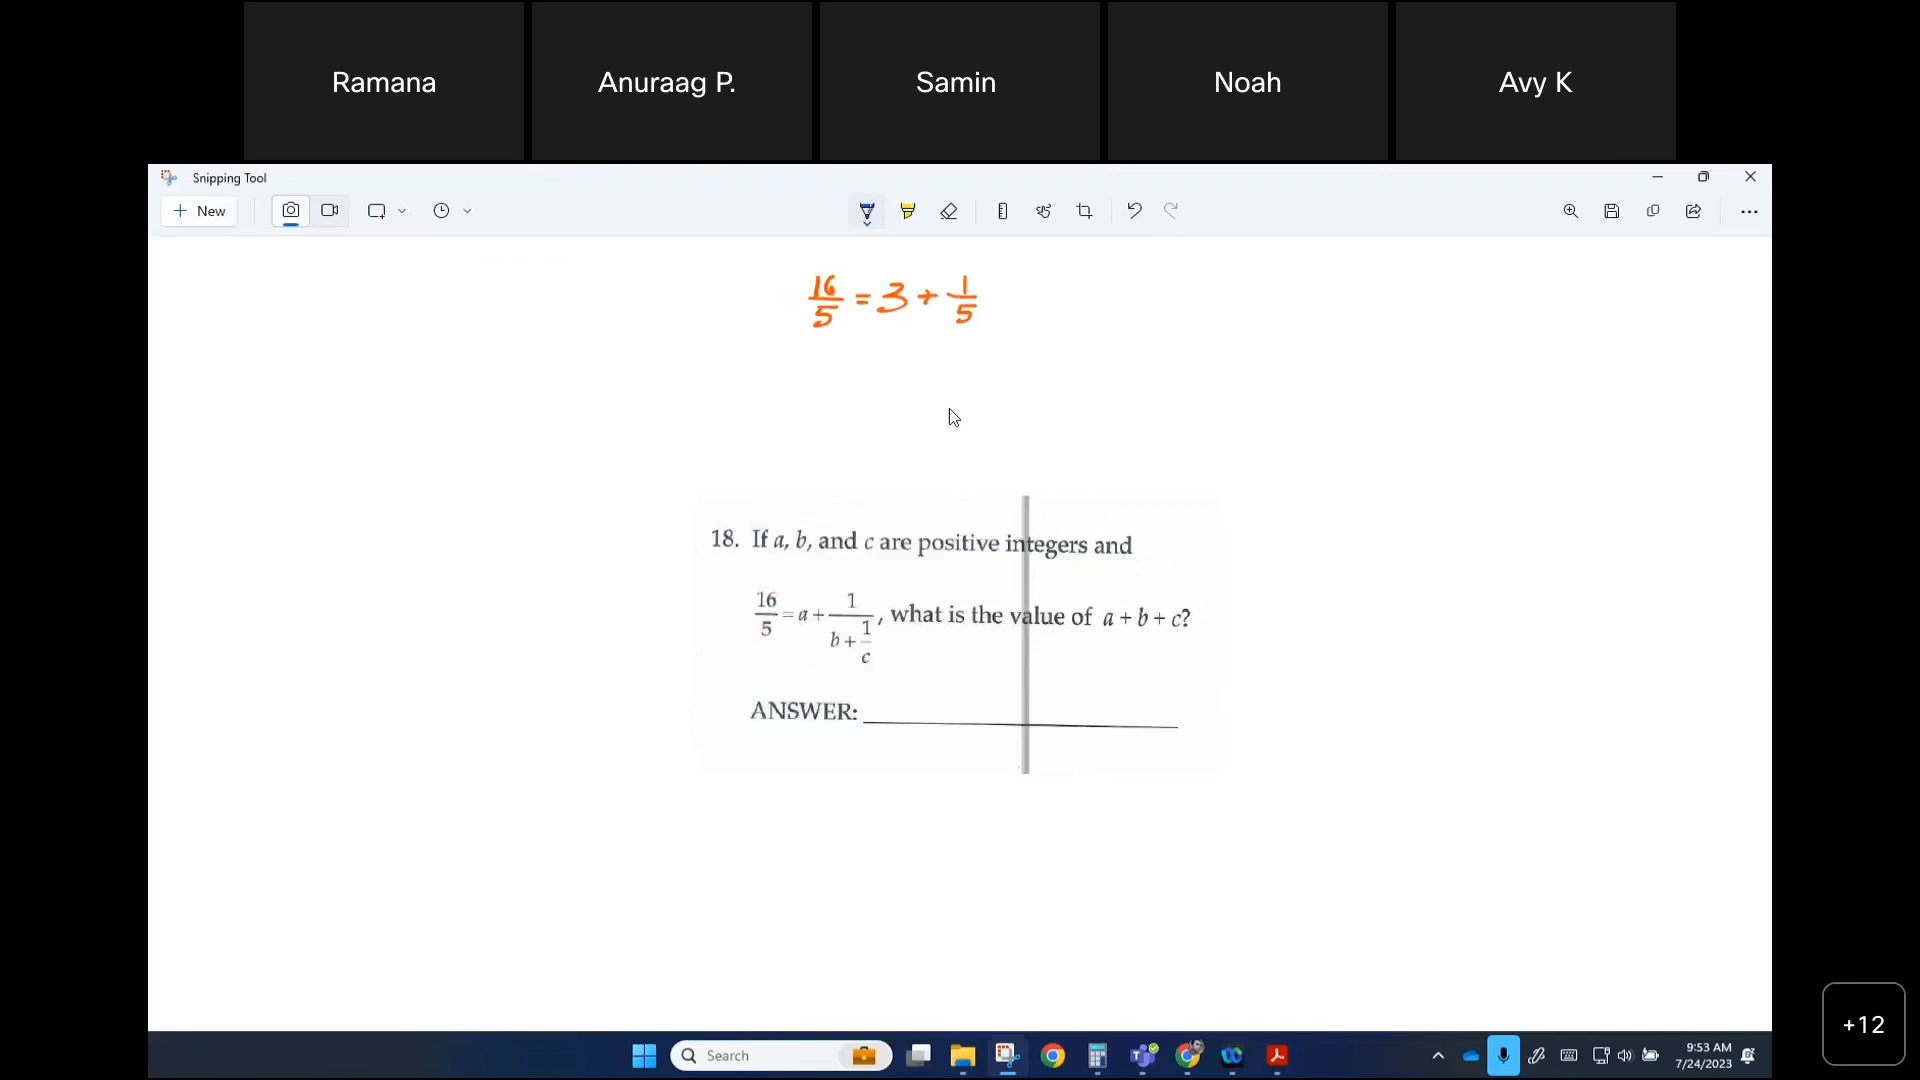 Ramana
Anuraag P.
Samin
Noah
Avy K
Snipping Tool
New
16/5 = 3 + 1/5
18. If a, b, and c are positive integers and
16/5 = a + 1/(b + 1/c), what is the value of a + b + c?
ANSWER:
Search
9:53 AM
7/24/2023
+12